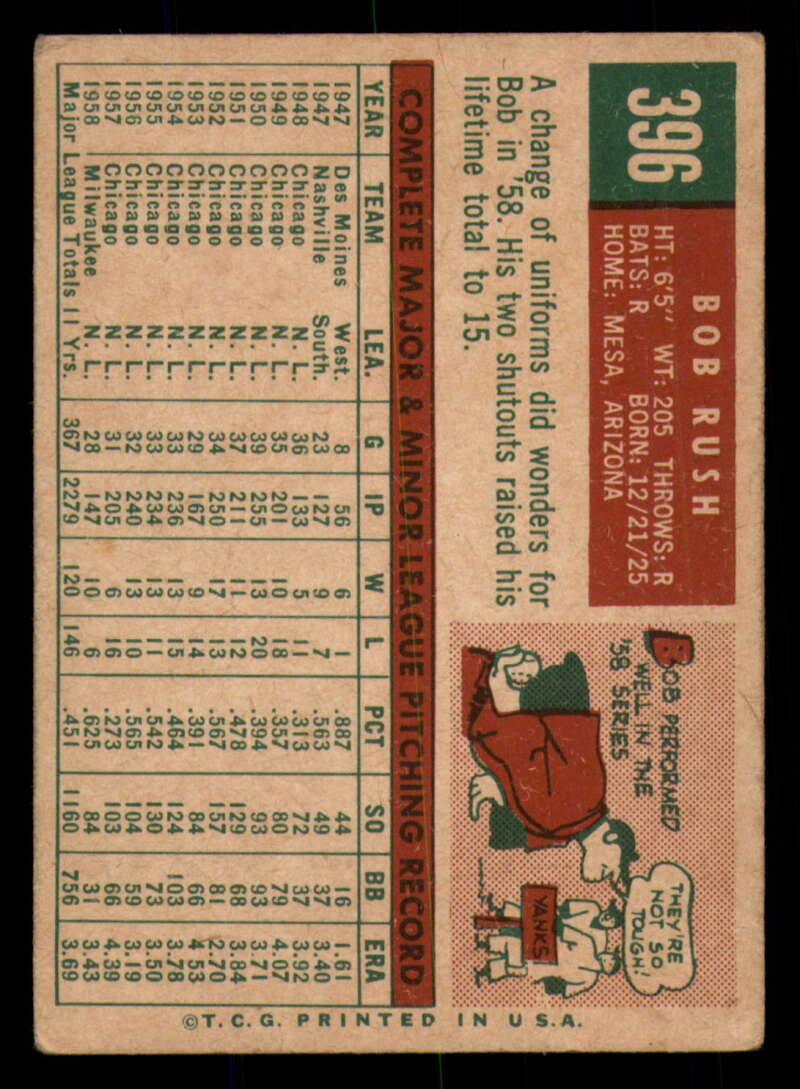 396
BOB RUSH
HT: 6'5" WT: 205 THROWS: R
BATS: R BORN: 12/21/25
HOME: MESA, ARIZONA
A change of uniforms did wonders for
Bob in '58. His two shutouts raised his
lifetime total to 15.
BOB PERFORMED
WELL IN THE
'58 SERIES
THEY'RE
NOT SO
TOUGH!
YANKS
COMPLETE MAJOR & MINOR LEAGUE PITCHING RECORD
YEAR TEAM LEA. G IP W L PCT SO BB ERA
1947 Des Moines West. 8 56 6 1 .887 44 16 1.61
1947 Nashville South. 23 127 9 7 .563 49 37 3.40
1948 Chicago N. L. 36 133 5 11 .313 72 37 3.92
1949 Chicago N. L. 35 201 10 18 .357 80 79 4.07
1950 Chicago N. L. 39 255 13 20 .394 93 93 3.71
1951 Chicago N. L. 37 211 11 12 .478 129 68 3.84
1952 Chicago N. L. 34 250 17 13 .567 157 81 2.70
1953 Chicago N. L. 29 167 9 14 .391 84 66 4.53
1954 Chicago N. L. 33 236 13 15 .464 124 103 3.78
1955 Chicago N. L. 33 234 13 11 .542 130 73 3.50
1956 Chicago N. L. 32 240 13 10 .565 104 59 3.19
1957 Chicago N. L. 31 205 6 16 .273 103 66 4.39
1958 Milwaukee N. L. 28 147 10 6 .625 84 31 3.43
Major League Totals 11 Yrs. 367 2279 120 146 .451 1160 756 3.69
©T.C.G. PRINTED IN U.S.A.